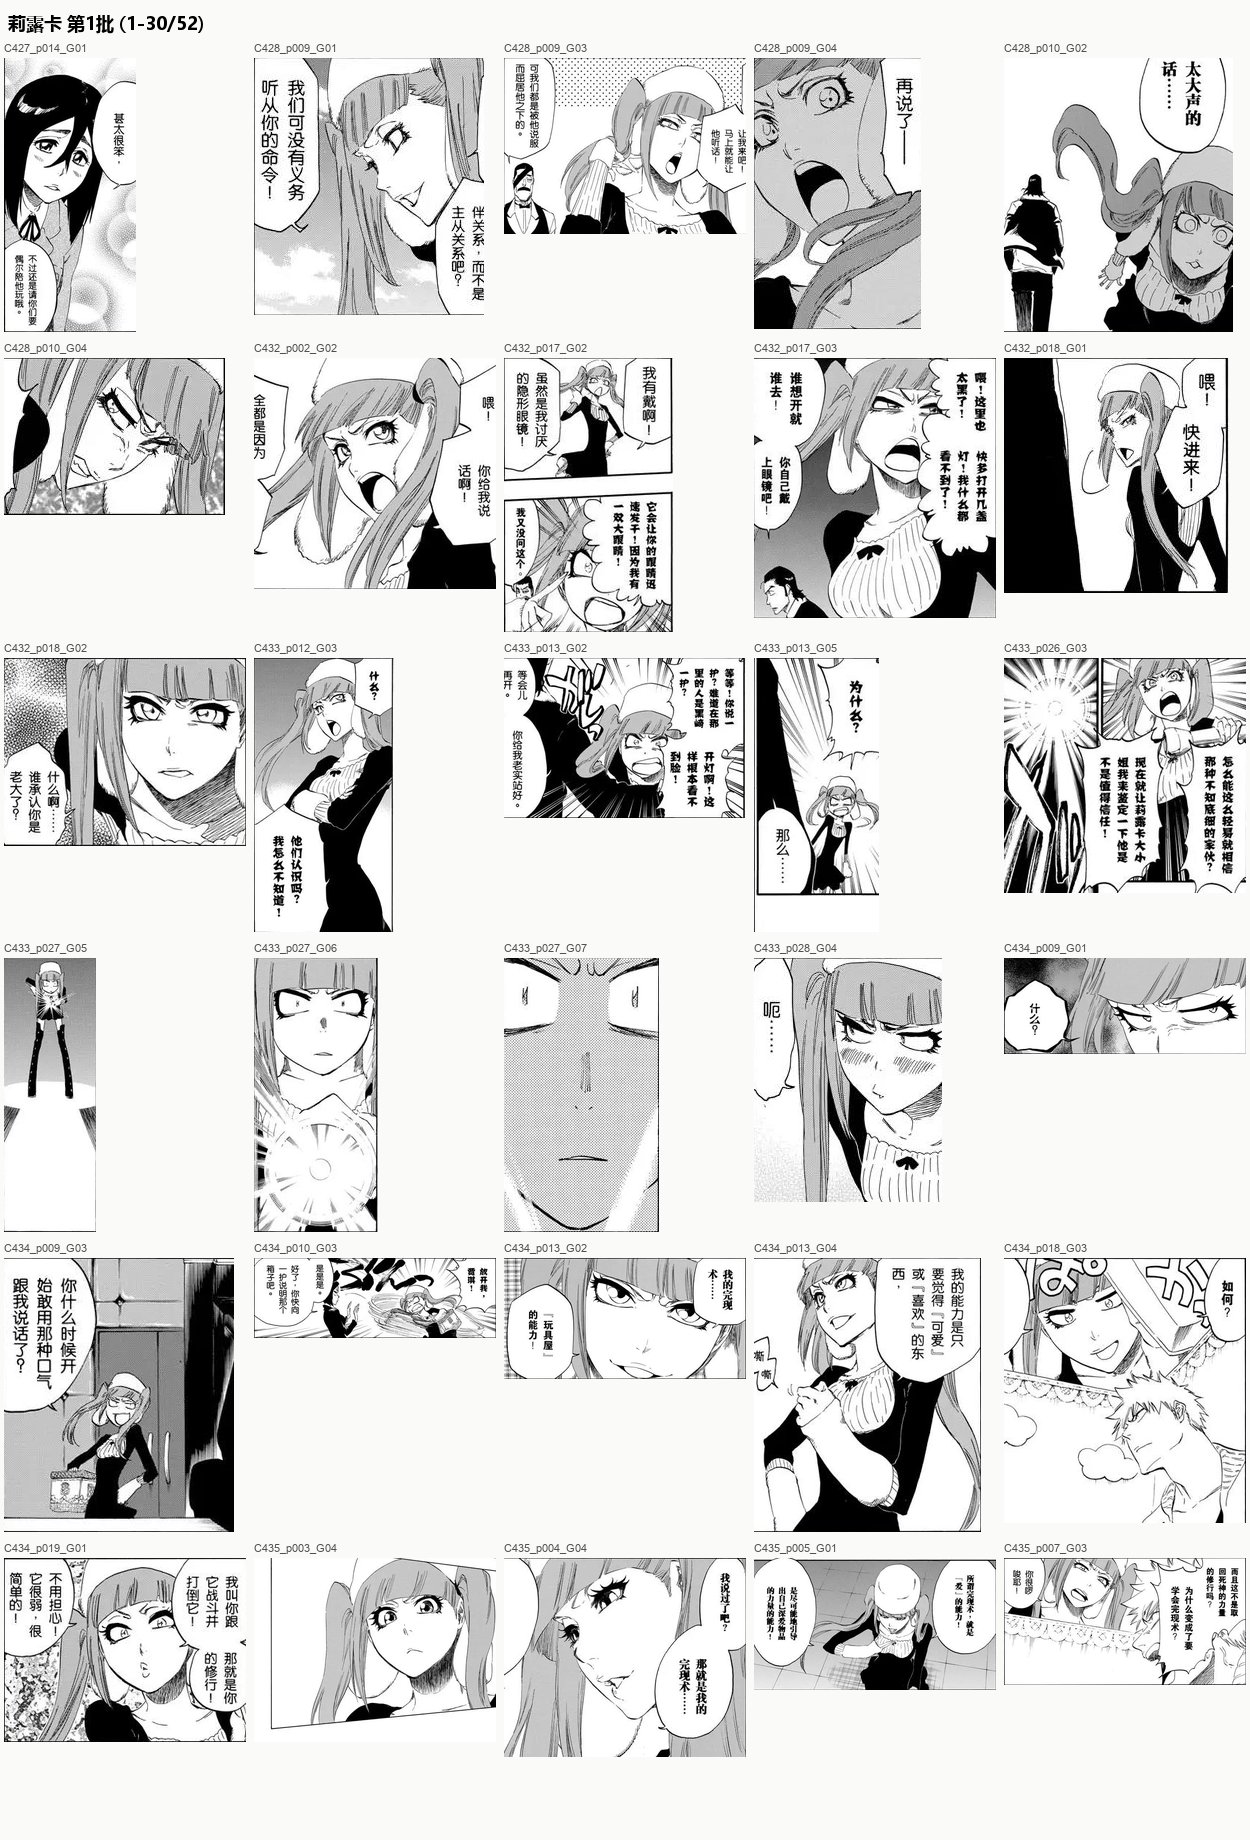 莉露卡 第1批 (1-30/52)
C427_p014_G01
甚太很笨，
不过还是请你们要
偶尔陪他玩哦。
C428_p009_G01
我们可没有义务
听从你的命令！
伴关系，而不是
主从关系吧？
C428_p009_G03
让我来吧！
马上就能让
他听话！
可我们都是被他说服
而屈居他之下的。
C428_p009_G04
再说了——
C428_p010_G02
太大声的
话……
C428_p010_G04
C432_p002_G02
喂！
你给我说
话啊！
全都是因为
C432_p017_G02
我有戴啊！
虽然是我讨厌
的隐形眼镜！
它会让你的眼睛迅
速发干！因为我有
一双大眼睛！
我又没问这个。
C432_p017_G03
喂！这里也
太黑了！
快多打开几盏
灯！我什么都
看不到了！
谁想开就
谁去！
你自己戴
上眼镜吧！
C432_p018_G01
喂！
快进来！
C432_p018_G02
什么啊……
谁承认你是
老大了？
C433_p012_G03
什么？
他们认识吗？
我怎么不知道！
C433_p013_G02
等等！你说一
护？难道在那
里的人是黑崎
一护？
开灯啊！这
样根本看不
到脸！
等会儿
再开。
你给我老实站好。
C433_p013_G05
为什么？
那么……
C433_p026_G03
怎么能这么轻易就相信
那种不知底细的家伙？
现在就让莉露卡大小
姐我来鉴定一下他是
不是值得信任！
C433_p027_G05
C433_p027_G06
C433_p027_G07
C433_p028_G04
呃……
C434_p009_G01
什么？
C434_p009_G03
你什么时候开
始敢用那种口气
跟我说话了？
C434_p010_G03
放开我，
是是是。
好了，你快向
一护说明那个
箱子吧。
C434_p013_G02
我的完现
术……
『玩具屋』
的能力！
C434_p013_G04
我的能力是只
要觉得『可爱』
或『喜欢』的东
西，
嘶
嘶
C434_p018_G03
如何？
C434_p019_G01
我叫你跟
它战斗并
打倒它！
那就是你
的修行！
不用担心！
它很弱，很
简单的！
C435_p003_G04
C435_p004_G04
我说过了吧？
那就是我的
完现术……
C435_p005_G01
所谓完现术，就是
「爱」的能力！
是尽可能地引导
出自己深爱物品
的力量的能力！
C435_p007_G03
而且这不是取
回死神的力量
的修行吗？
为什么变成了要
学会完现术？
你很啰
唆耶！